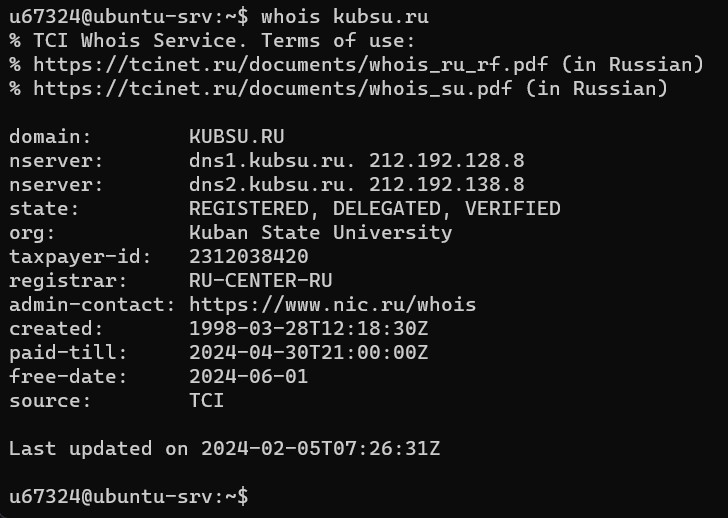 u67324@ubuntu-srv:~$ whois kubsu.ru
% TCI Whois Service. Terms of use:
% https://tcinet.ru/documents/whois_ru_rf.pdf (in Russian)
% https://tcinet.ru/documents/whois_su.pdf (in Russian)

domain:        KUBSU.RU
nserver:       dns1.kubsu.ru. 212.192.128.8
nserver:       dns2.kubsu.ru. 212.192.138.8
state:         REGISTERED, DELEGATED, VERIFIED
org:           Kuban State University
taxpayer-id:   2312038420
registrar:     RU-CENTER-RU
admin-contact: https://www.nic.ru/whois
created:       1998-03-28T12:18:30Z
paid-till:     2024-04-30T21:00:00Z
free-date:     2024-06-01
source:        TCI

Last updated on 2024-02-05T07:26:31Z

u67324@ubuntu-srv:~$